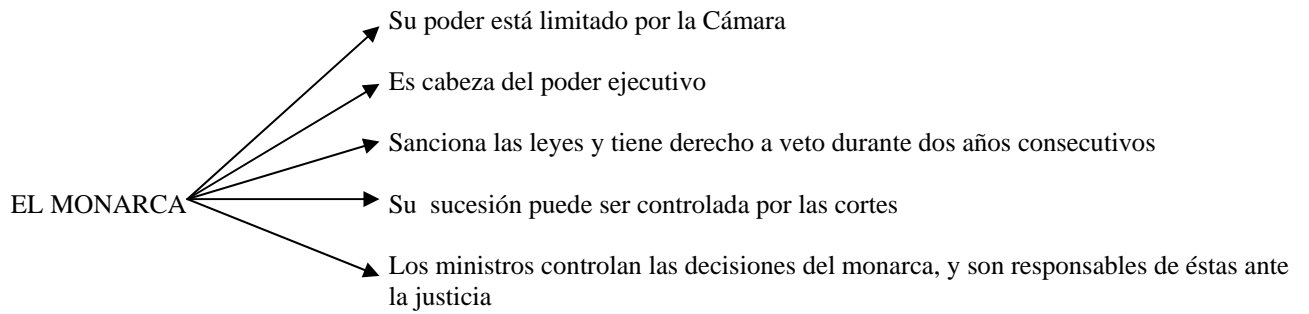 Su poder está limitado por la Cámara
Es cabeza del poder ejecutivo
Sanciona las leyes y tiene derecho a veto durante dos años consecutivos
EL MONARCA
Su sucesión puede ser controlada por las cortes
Los ministros controlan las decisiones del monarca, y son responsables de éstas ante
la justicia